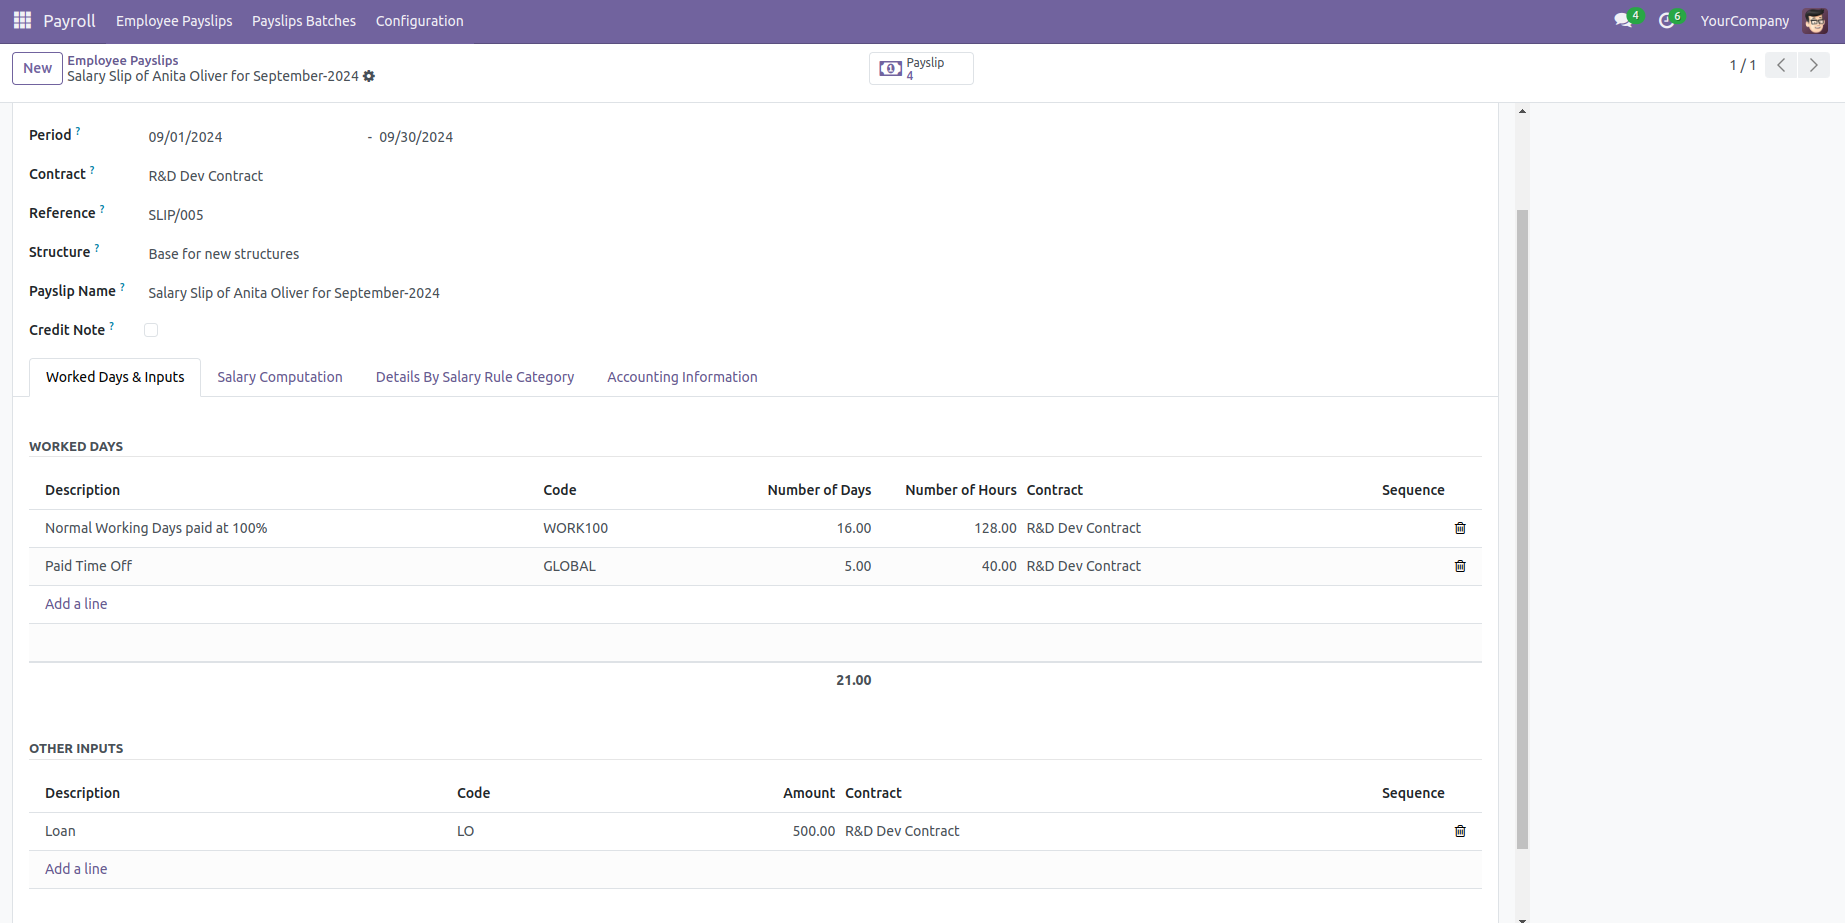 Payroll Employee Payslips Payslips Batches Configuration 4 6 YourCompany
New Employee Payslips Payslip 1 / 1
Salary Slip of Anita Oliver for September-2024 4
Period ? 09/01/2024 - 09/30/2024
Contract ? R&D Dev Contract
Reference ? SLIP/005
Structure ? Base for new structures
Payslip Name ? Salary Slip of Anita Oliver for September-2024
Credit Note ?
Worked Days & Inputs Salary Computation Details By Salary Rule Category Accounting Information
WORKED DAYS
Description Code Number of Days Number of Hours Contract Sequence
Normal Working Days paid at 100% WORK100 16.00 128.00 R&D Dev Contract
Paid Time Off GLOBAL 5.00 40.00 R&D Dev Contract
Add a line
21.00
OTHER INPUTS
Description Code Amount Contract Sequence
Loan LO 500.00 R&D Dev Contract
Add a line